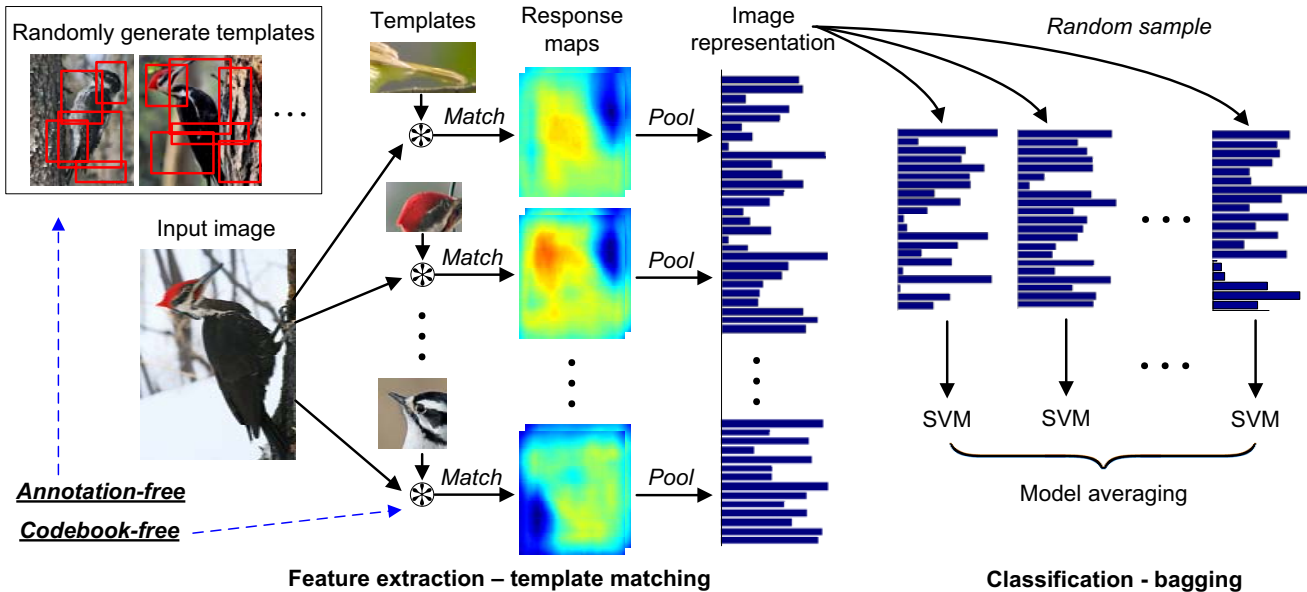 Randomly generate templates
Templates
Response
maps
Image
representation
Random sample
Match
Pool
Input image
Match
Pool
SVM
SVM
SVM
Match
Pool
Annotation-free
Codebook-free
Model averaging
Feature extraction – template matching
Classification - bagging